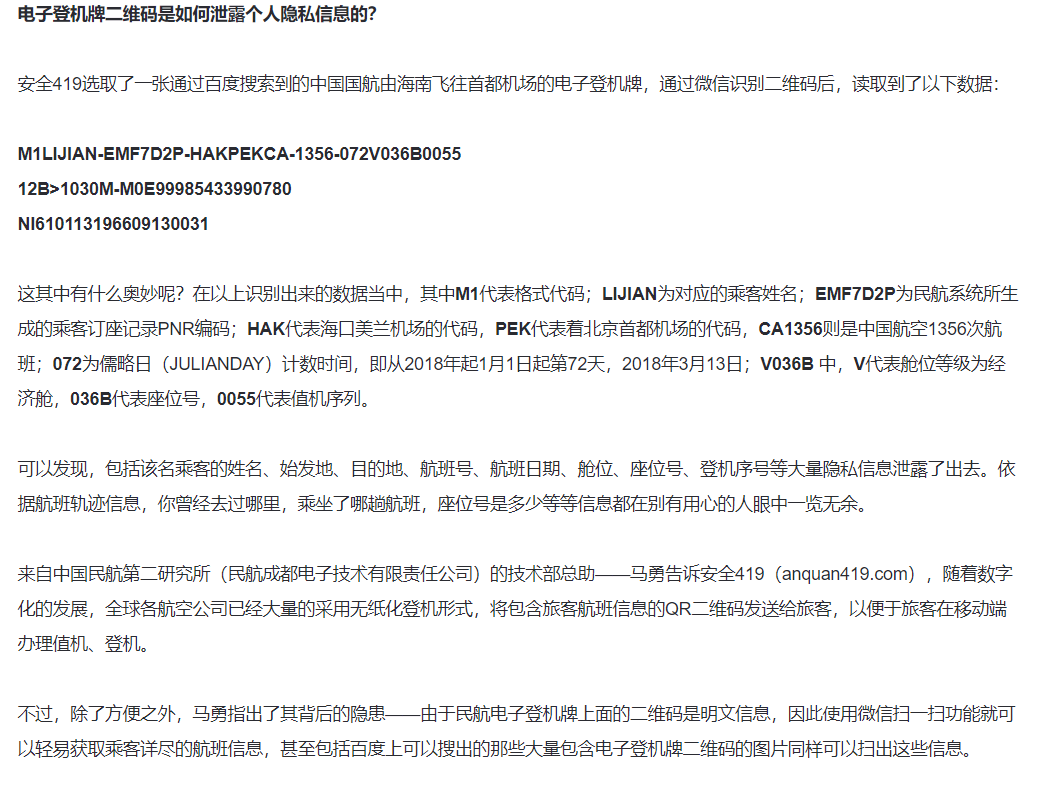 电子登机牌二维码是如何泄露个人隐私信息的？
安全419选取了一张通过百度搜索到的中国国航由海南飞往首都机场的电子登机牌，通过微信识别二维码后，读取到了以下数据：
M1LIJIAN-EMF7D2P-HAKPEKCA-1356-072V036B0055
12B>1030M-M0E99985433990780
NI610113196609130031
这其中有什么奥妙呢？在以上识别出来的数据当中，其中M1代表格式代码；LIJIAN为对应的乘客姓名；EMF7D2P为民航系统所生
成的乘客订座记录PNR编码；HAK代表海口美兰机场的代码，PEK代表着北京首都机场的代码，CA1356则是中国航空1356次航
班；072为儒略日（JULIANDAY）计数时间，即从2018年起1月1日起第72天，2018年3月13日；V036B 中，V代表舱位等级为经
济舱，036B代表座位号，0055代表值机序列。
可以发现，包括该名乘客的姓名、始发地、目的地、航班号、航班日期、舱位、座位号、登机序号等大量隐私信息泄露了出去。依
据航班轨迹信息，你曾经去过哪里，乘坐了哪趟航班，座位号是多少等等信息都在别有用心的人眼中一览无余。
来自中国民航第二研究所（民航成都电子技术有限责任公司）的技术部总助——马勇告诉安全419（anquan419.com），随着数字
化的发展，全球各航空公司已经大量的采用无纸化登机形式，将包含旅客航班信息的QR二维码发送给旅客，以便于旅客在移动端
办理值机、登机。
不过，除了方便之外，马勇指出了其背后的隐患——由于民航电子登机牌上面的二维码是明文信息，因此使用微信扫一扫功能就可
以轻易获取乘客详尽的航班信息，甚至包括百度上可以搜出的那些大量包含电子登机牌二维码的图片同样可以扫出这些信息。